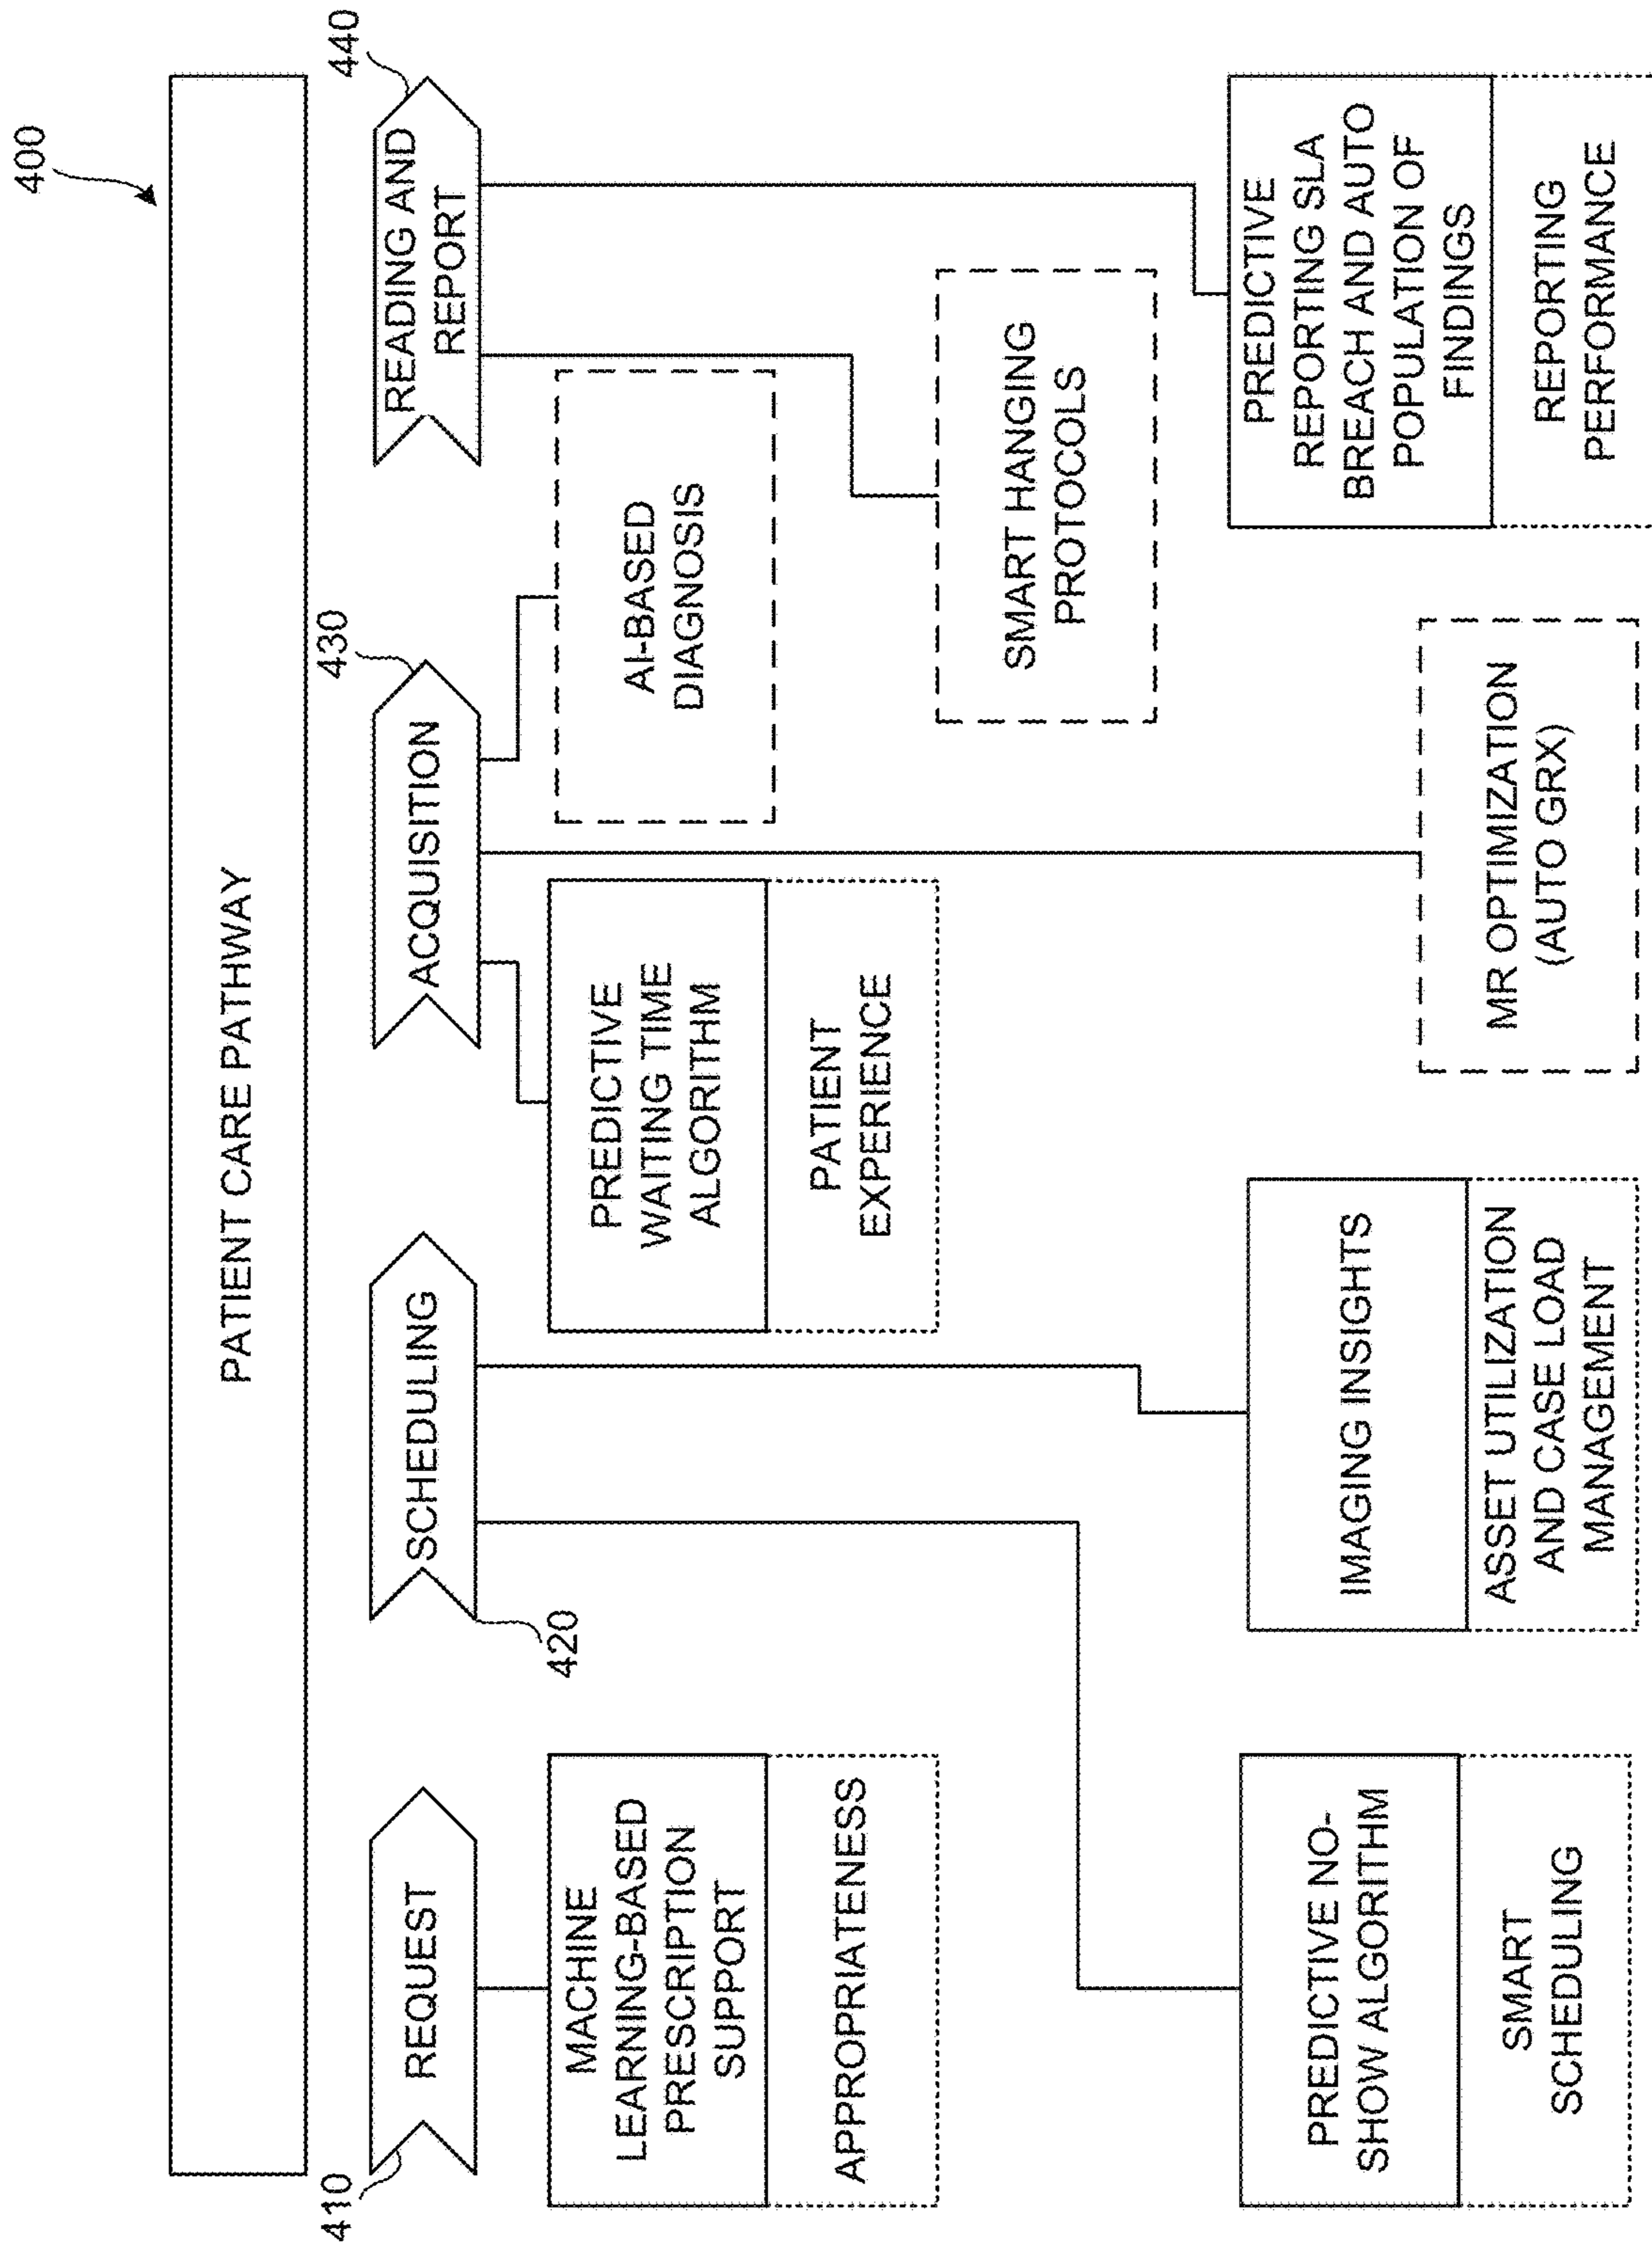 400
PATIENT CARE PATHWAY
410
REQUEST
420
SCHEDULING
430
ACQUISITION
440
READING AND
REPORT
MACHINE
LEARNING-BASED
PRESCRIPTION
SUPPORT
APPROPRIATENESS
PREDICTIVE
WAITING TIME
ALGORITHM
PATIENT
EXPERIENCE
AI-BASED
DIAGNOSIS
SMART HANGING
PROTOCOLS
PREDICTIVE NO-
SHOW ALGORITHM
SMART
SCHEDULING
IMAGING INSIGHTS
ASSET UTILIZATION
AND CASE LOAD
MANAGEMENT
MR OPTIMIZATION
(AUTO GRX)
PREDICTIVE
REPORTING SLA
BREACH AND AUTO
POPULATION OF
FINDINGS
REPORTING
PERFORMANCE